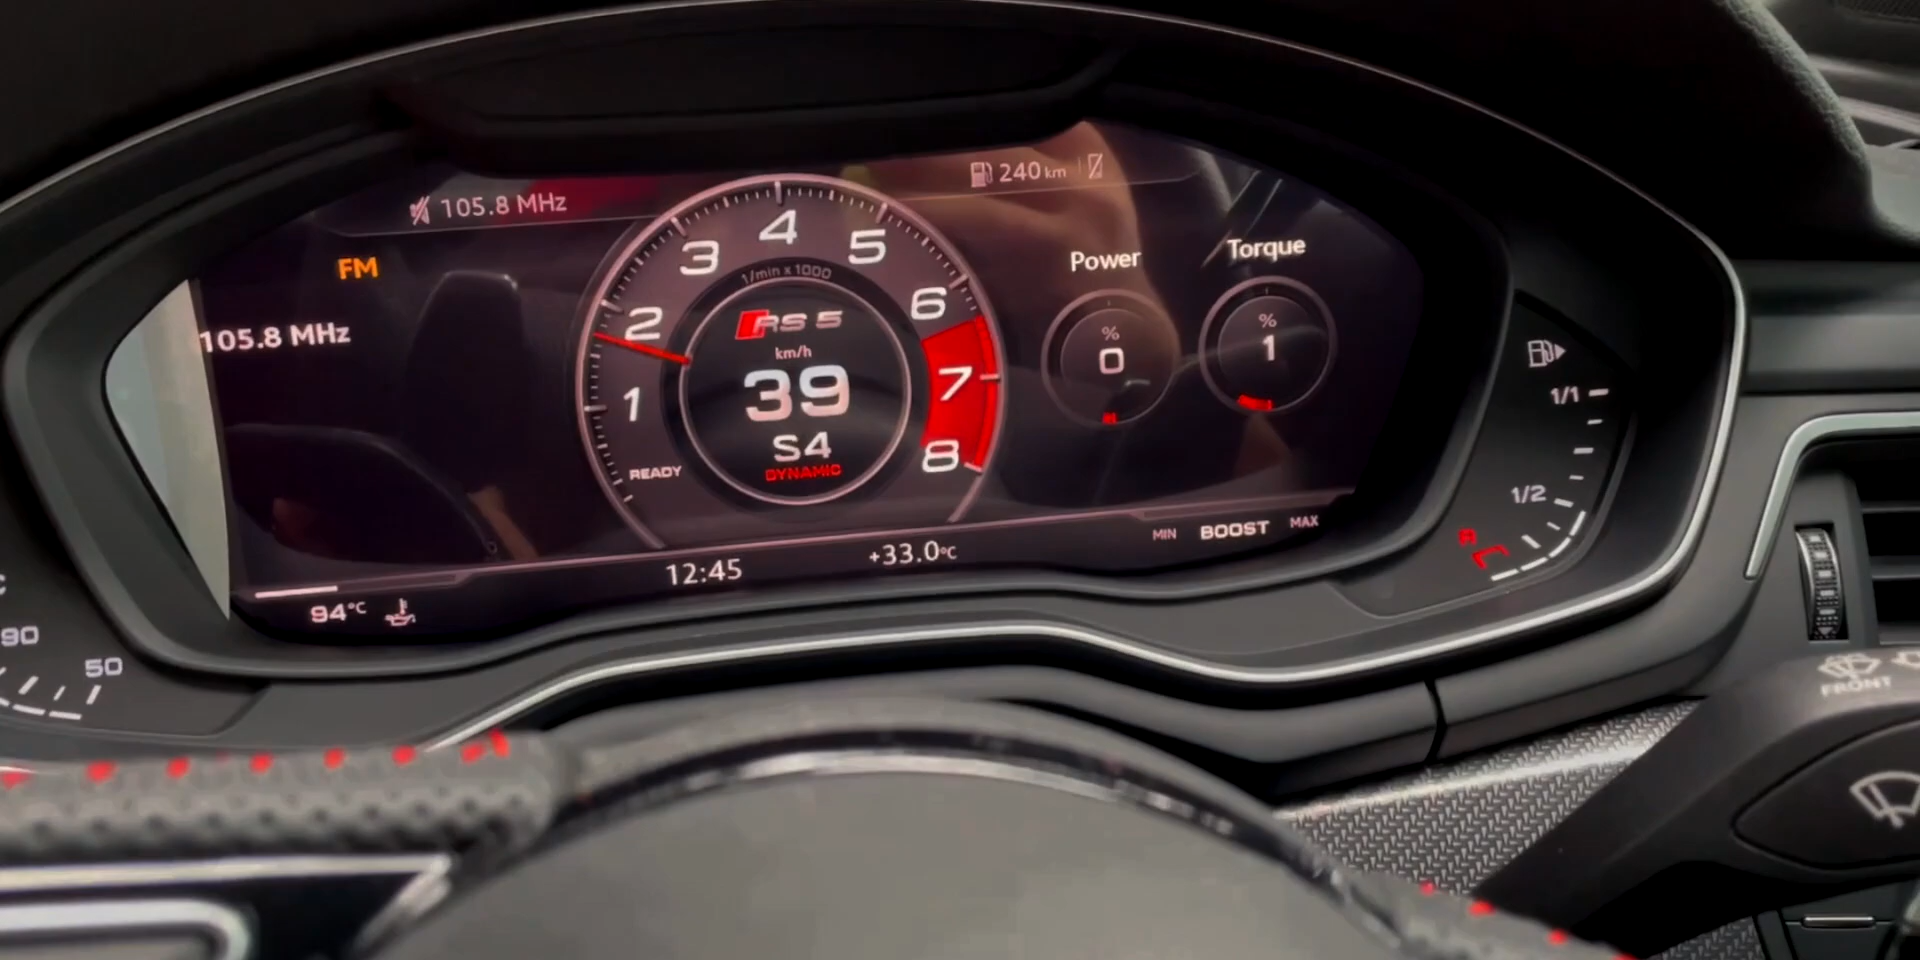 105.8 MHz
240 km
FM
105.8 MHz
1
2
3
4
5
6
7
8
1/min x 1000
RS 5
km/h
39
S4
DYNAMIC
READY
Power
%
0
Torque
%
1
1/1
1/2
R
MIN BOOST MAX
12:45
+33.0°C
94°C
90
50
FRONT